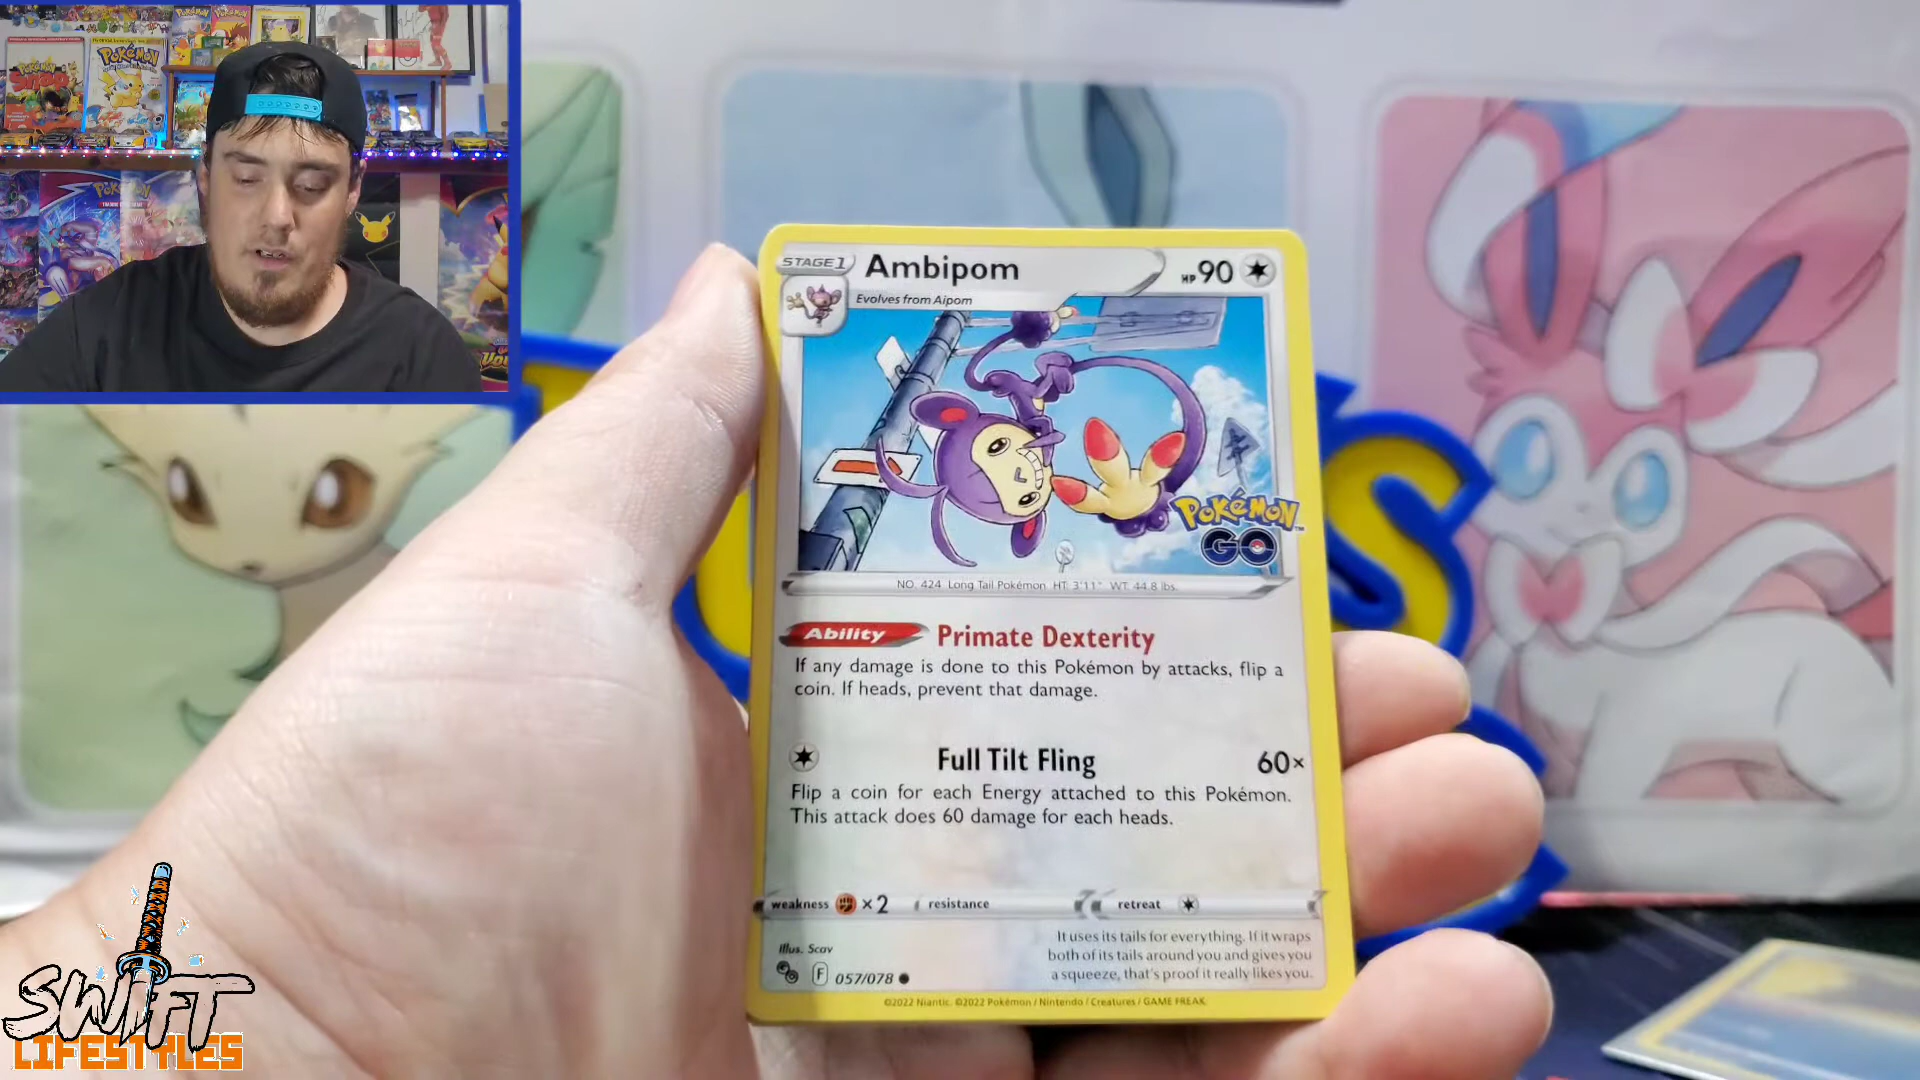 POKÉMON
POKÉMON
STAGE1
Ambipom
HP 90
Evolves from Aipom
POKÉMON
GO
NO. 424 Long Tail Pokémon HT: 3'11" WT: 44.8 lbs.
Ability
Primate Dexterity
If any damage is done to this Pokémon by attacks, flip a
coin. If heads, prevent that damage.
Full Tilt Fling
60×
Flip a coin for each Energy attached to this Pokémon.
This attack does 60 damage for each heads.
weakness ×2 resistance retreat
Illus. Scav
It uses its tails for everything. If it wraps
both of its tails around you and gives you
a squeeze, that's proof it really likes you.
F 057/078
©2022 Niantic. ©2022 Pokémon / Nintendo / Creatures / GAME FREAK.
SWIFT
LIFESTYLES